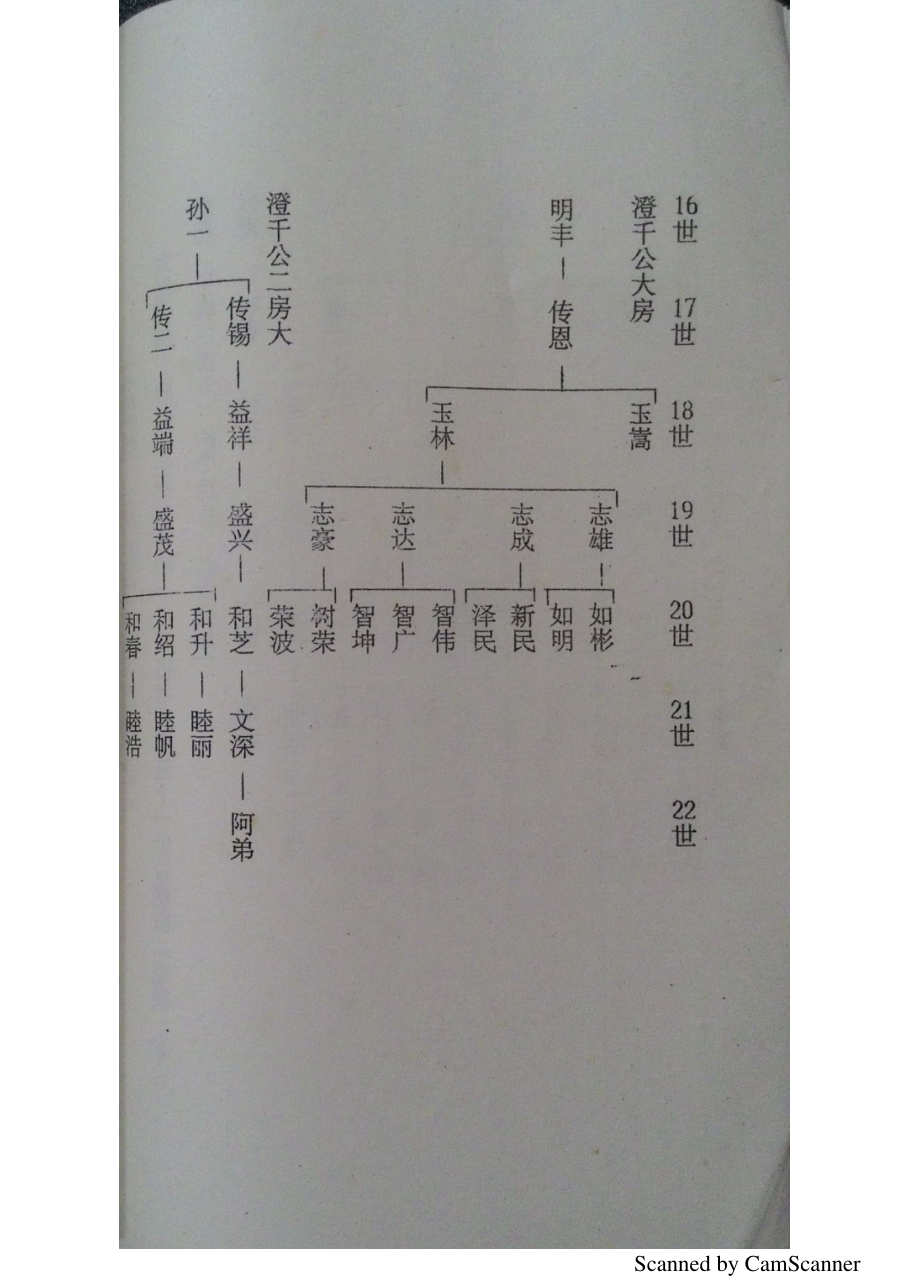 16世
17世
18世
19世
20世
21世
22世
澄千公大房
明丰
传恩
玉嵩
玉林
志雄
志成
志达
志豪
如彬
如明
新民
泽民
智伟
智广
智坤
树荣
荣波
澄千公二房大
孙一
传锡
传二
益祥
益端
盛兴
盛茂
和芝
和升
和绍
和春
文深
睦丽
睦帆
睦浩
阿弟
Scanned by CamScanner